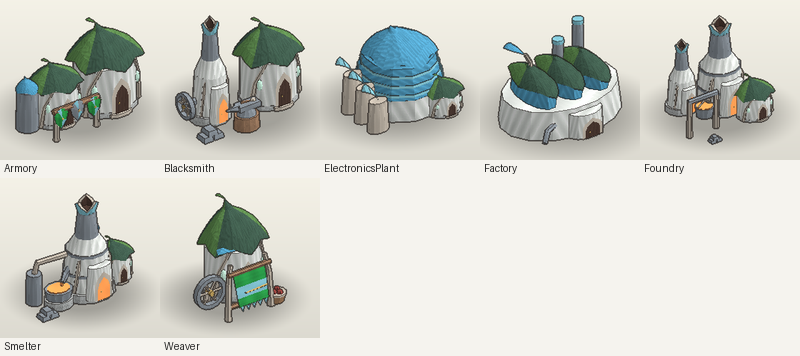 Armory
Blacksmith
ElectronicsPlant
Factory
Foundry
Smelter
Weaver